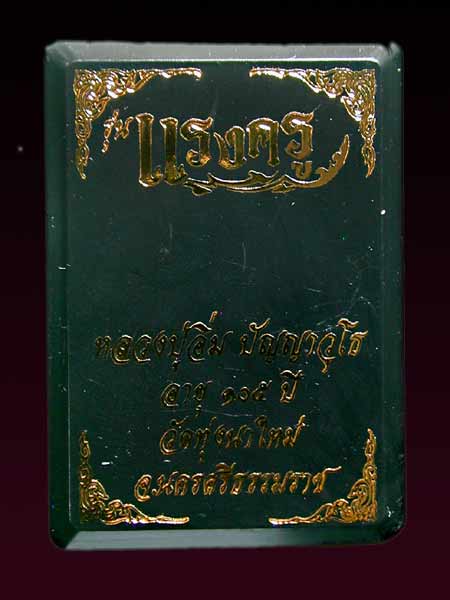 รุ่น แรงครู
หลวงปู่อิ่ม ปัญญาวุโธ
อายุ ๑๐๕ ปี
วัดทุ่งนาใหม่
จ.นครศรีธรรมราช